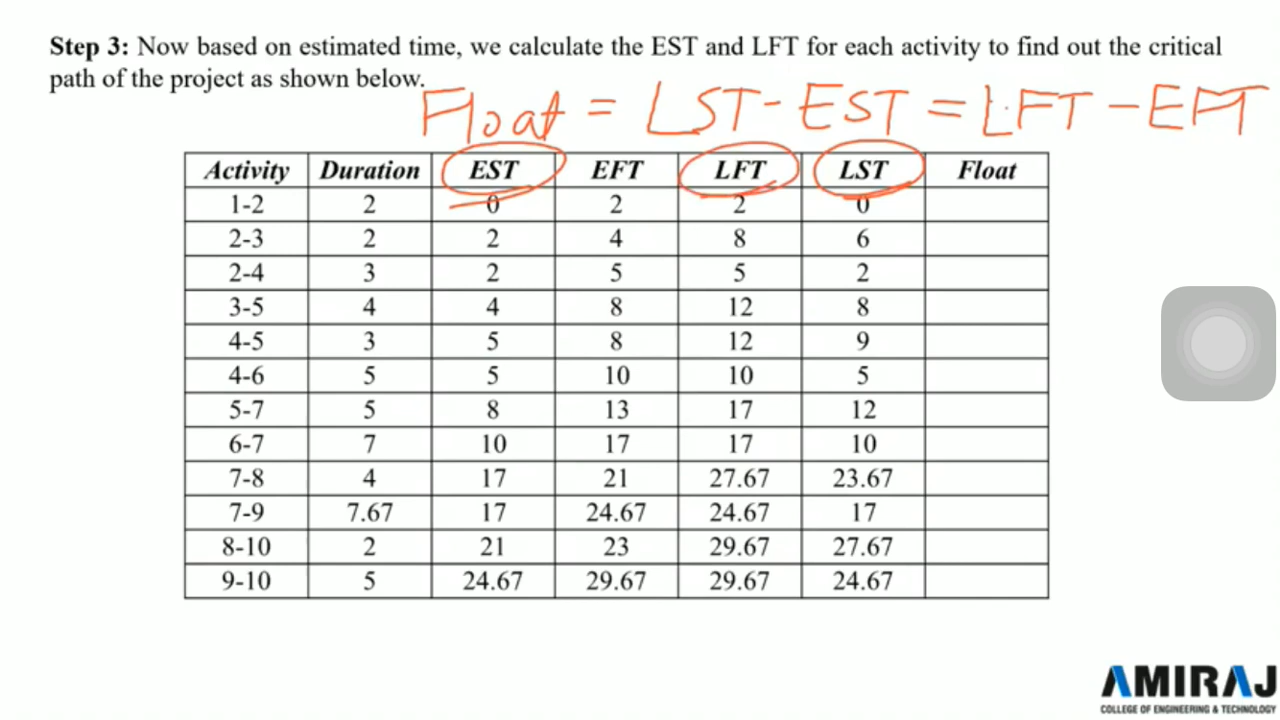 Step 3: Now based on estimated time, we calculate the EST and LFT for each activity to find out the critical
path of the project as shown below.
Float = LST - EST = LFT - EFT
Activity Duration EST EFT LFT LST Float
1-2 2 0 2 2 0
2-3 2 2 4 8 6
2-4 3 2 5 5 2
3-5 4 4 8 12 8
4-5 3 5 8 12 9
4-6 5 5 10 10 5
5-7 5 8 13 17 12
6-7 7 10 17 17 10
7-8 4 17 21 27.67 23.67
7-9 7.67 17 24.67 24.67 17
8-10 2 21 23 29.67 27.67
9-10 5 24.67 29.67 29.67 24.67
AMIRAJ
COLLEGE OF ENGINEERING & TECHNOLOGY